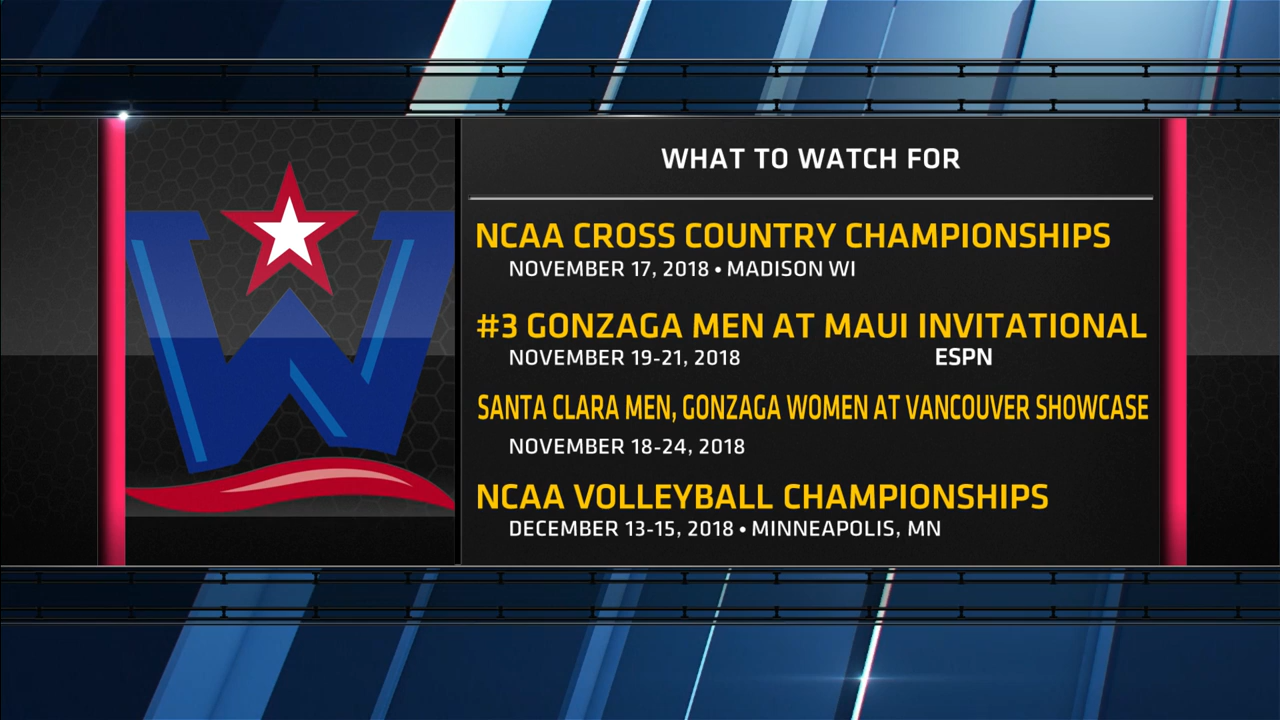 WHAT TO WATCH FOR
NCAA CROSS COUNTRY CHAMPIONSHIPS
NOVEMBER 17, 2018 • MADISON WI
#3 GONZAGA MEN AT MAUI INVITATIONAL
NOVEMBER 19-21, 2018 ESPN
SANTA CLARA MEN, GONZAGA WOMEN AT VANCOUVER SHOWCASE
NOVEMBER 18-24, 2018
NCAA VOLLEYBALL CHAMPIONSHIPS
DECEMBER 13-15, 2018 • MINNEAPOLIS, MN